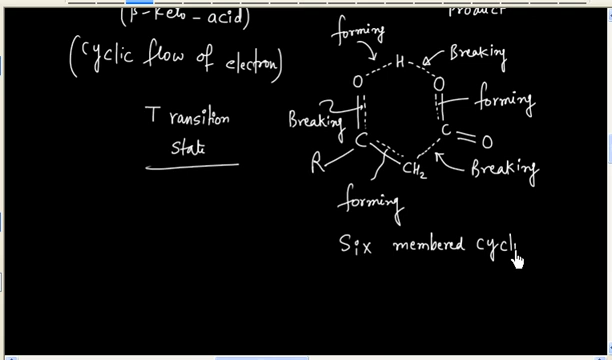 (β-Keto-acid)
Product
(Cyclic flow of electron)
forming
H
Breaking
O
O
Transition
State
Breaking
forming
C
C
O
R
CH2
Breaking
forming
Six membered cycl